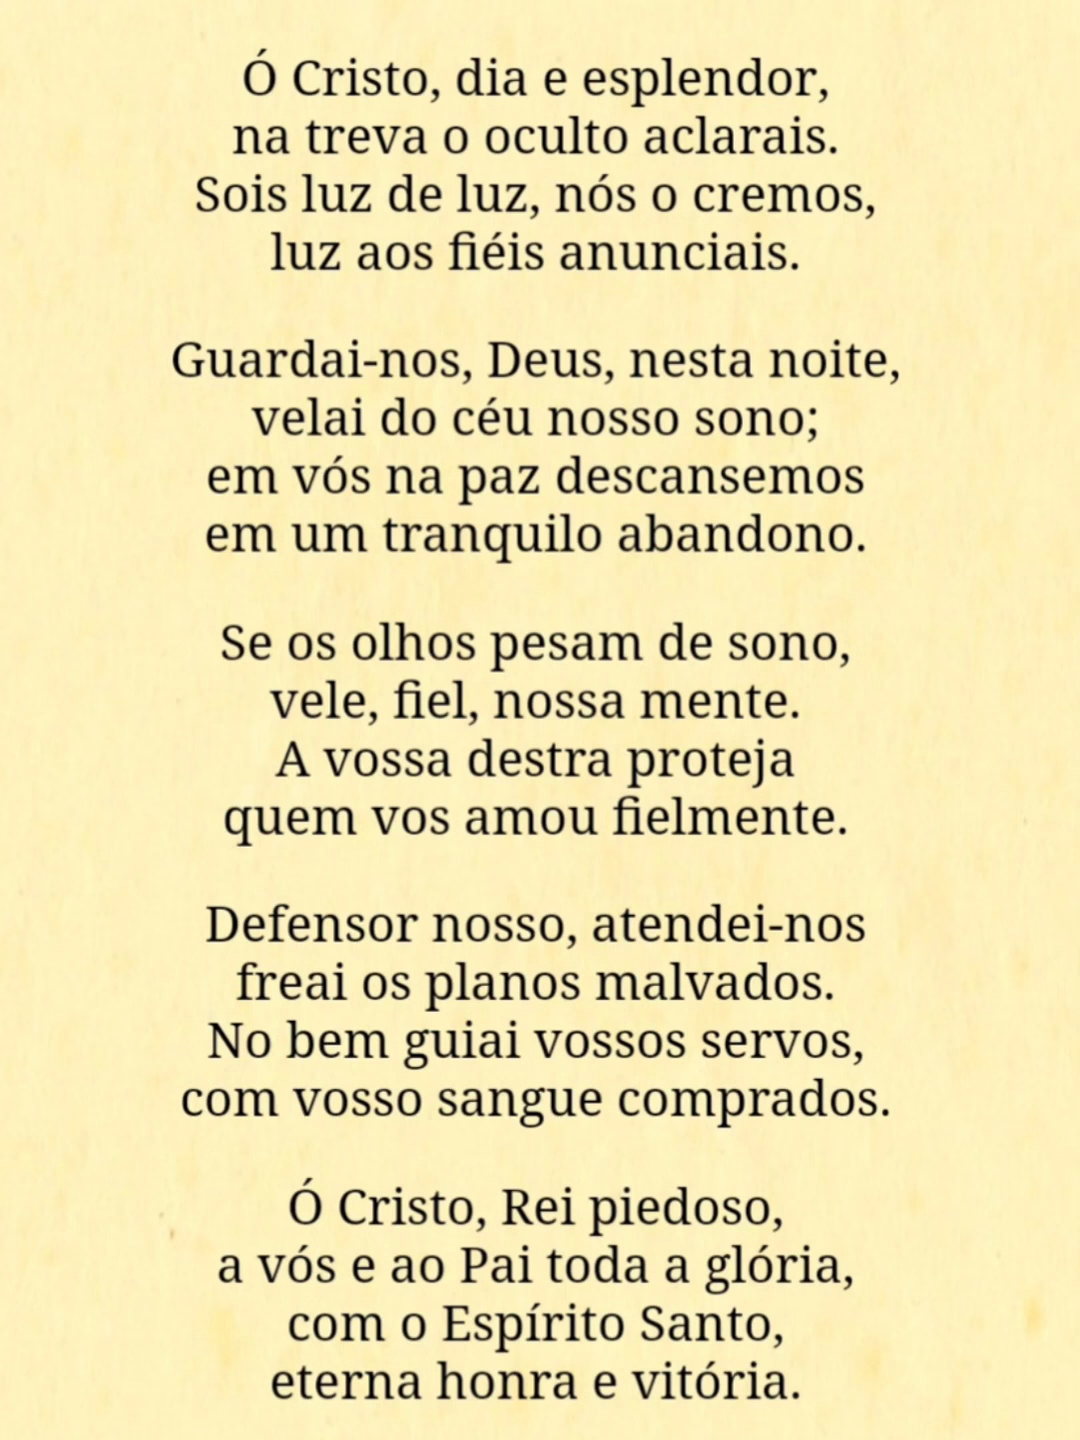 Ó Cristo, dia e esplendor,
na treva o oculto aclarais.
Sois luz de luz, nós o cremos,
luz aos fiéis anunciais.
Guardai-nos, Deus, nesta noite,
velai do céu nosso sono;
em vós na paz descansemos
em um tranquilo abandono.
Se os olhos pesam de sono,
vele, fiel, nossa mente.
A vossa destra proteja
quem vos amou fielmente.
Defensor nosso, atendei-nos
freai os planos malvados.
No bem guiai vossos servos,
com vosso sangue comprados.
Ó Cristo, Rei piedoso,
a vós e ao Pai toda a glória,
com o Espírito Santo,
eterna honra e vitória.